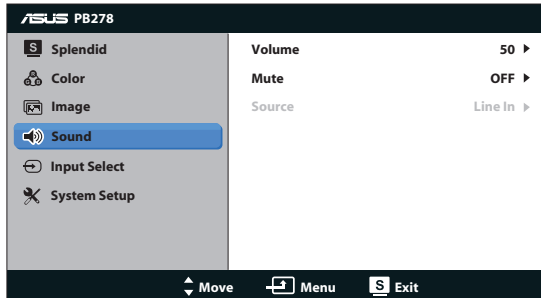 ASUS PB278
S Splendid
Color
Image
Sound
Input Select
System Setup
Volume 50
Mute OFF
Source Line In
Move Menu S Exit